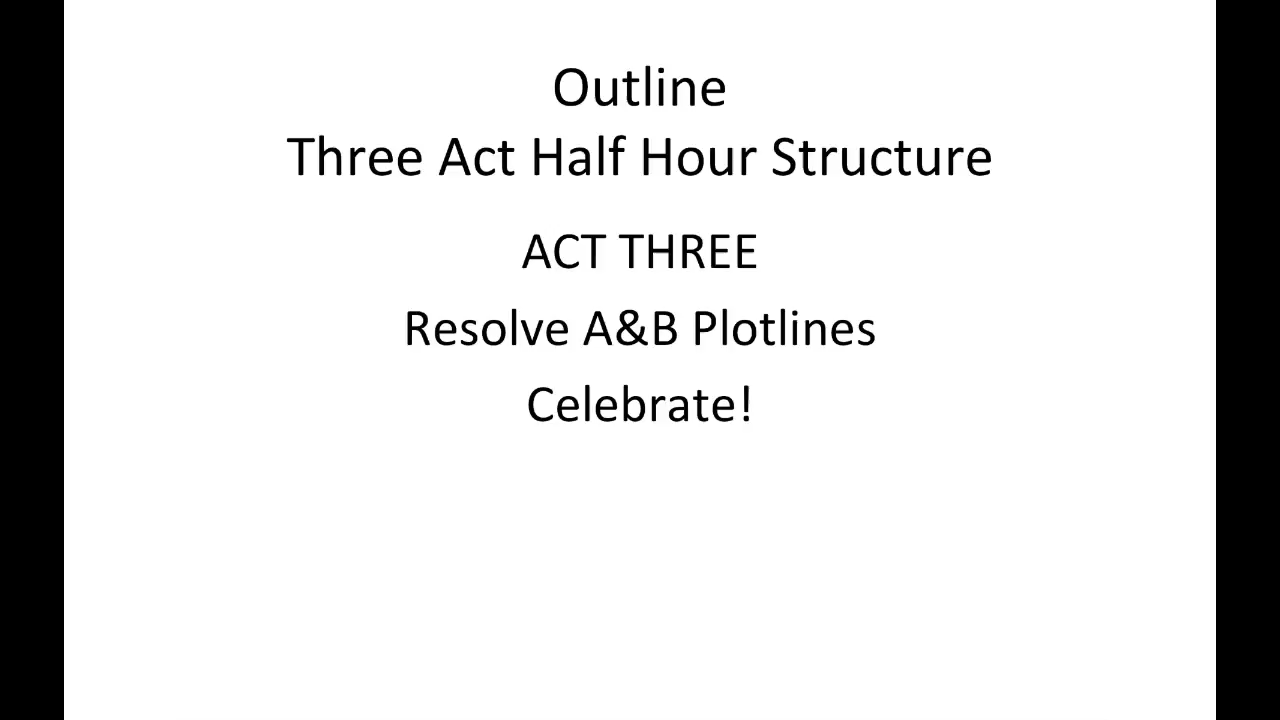 Outline
Three Act Half Hour Structure
ACT THREE
Resolve A&B Plotlines
Celebrate!